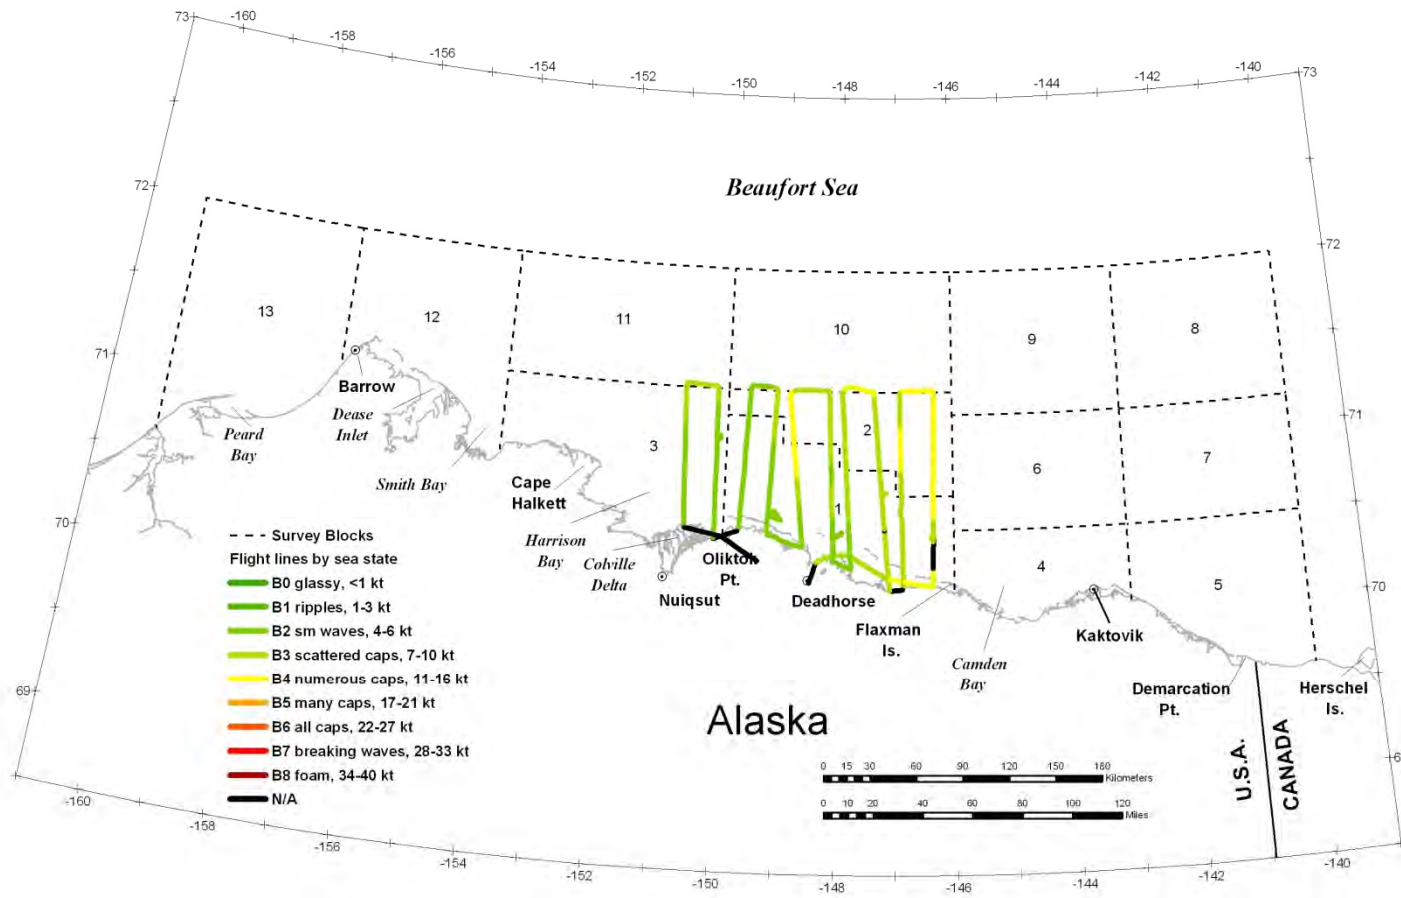 73
-160
-158
-156
-154
-152
-150
-148
-146
-144
-142
-140
73
72
Beaufort Sea
72
13
12
11
10
9
8
71
Barrow
Dease
Inlet
Peard
Bay
Smith Bay
3
2
1
6
7
71
Cape
Halkett
70
Harrison
Bay
Colville
Delta
Oliktok
Pt.
Nuiqsut
Deadhorse
Flaxman
Is.
4
5
70
Kaktovik
Camden
Bay
Demarcation
Pt.
Herschel
Is.
Survey Blocks
Flight lines by sea state
B0 glassy, <1 kt
B1 ripples, 1-3 kt
B2 sm waves, 4-6 kt
B3 scattered caps, 7-10 kt
B4 numerous caps, 11-16 kt
B5 many caps, 17-21 kt
B6 all caps, 22-27 kt
B7 breaking waves, 28-33 kt
B8 foam, 34-40 kt
N/A
69
Alaska
U.S.A.
CANADA
0 15 30 60 90 120 150 180
Kilometers
0 10 20 40 60 80 100 120
Miles
-160
-158
-156
-154
-152
-150
-148
-146
-144
-142
-140